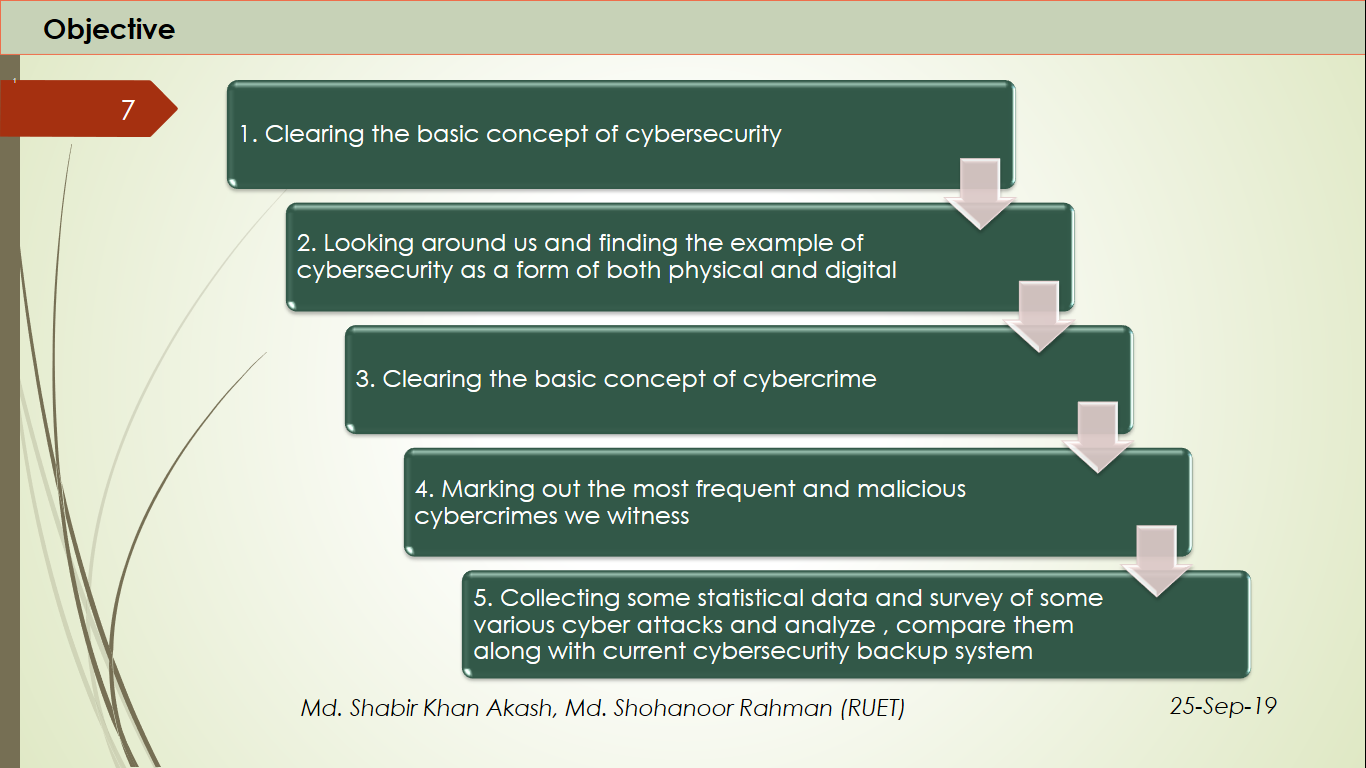 Objective
7
1. Clearing the basic concept of cybersecurity
2. Looking around us and finding the example of
cybersecurity as a form of both physical and digital
3. Clearing the basic concept of cybercrime
4. Marking out the most frequent and malicious
cybercrimes we witness
5. Collecting some statistical data and survey of some
various cyber attacks and analyze , compare them
along with current cybersecurity backup system
Md. Shabir Khan Akash, Md. Shohanoor Rahman (RUET)
25-Sep-19